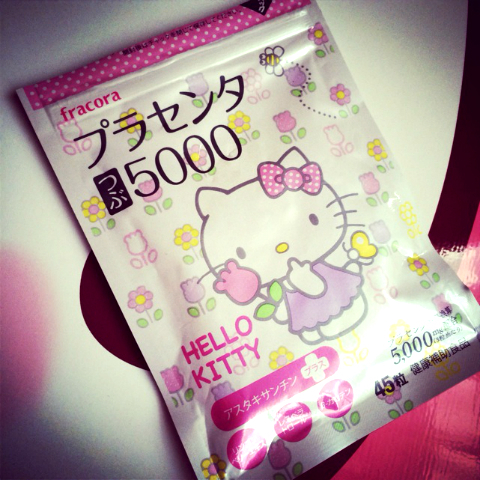 fracora
プラセンタ
つぶ5000
HELLO
KITTY
アスタキサンチン プラス
5,000mg
45粒 健康補助食品